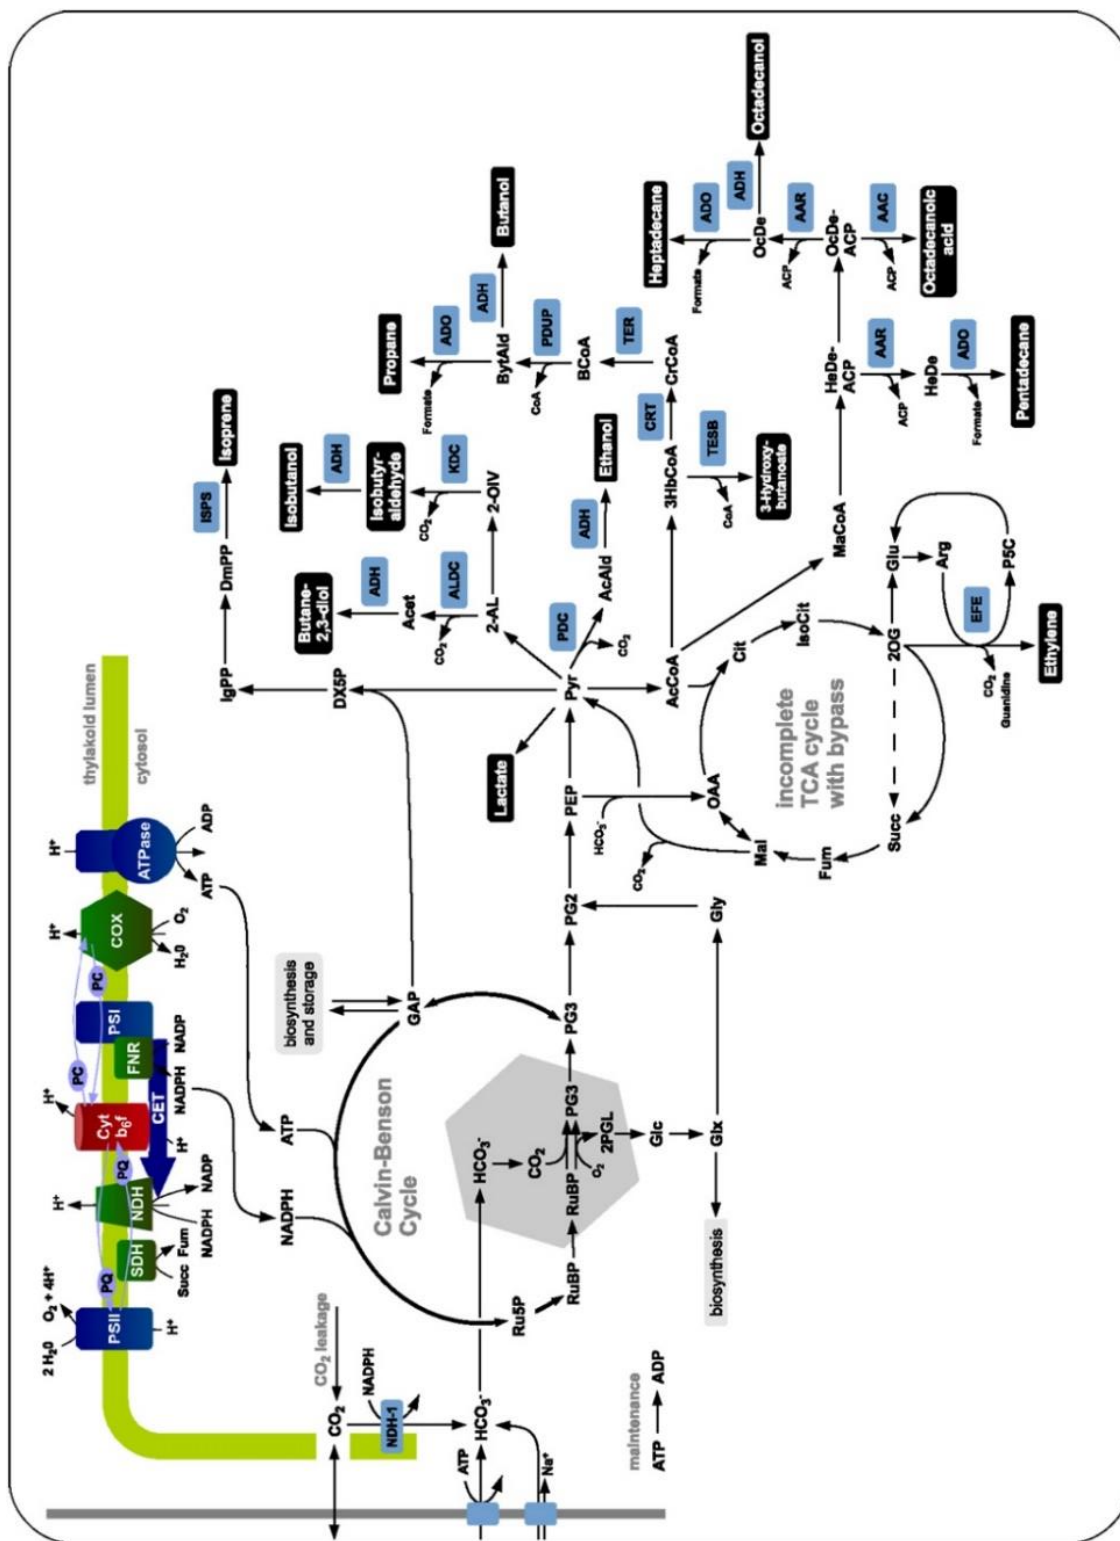 thylakoid lumen
cytosol
2 H₂0
O₂ + 4H⁺
PSII
H⁺
PQ
SDH
Succ
Fum
H⁺
NDH
NADPH
NADP
PQ
H⁺
Cyt
b₆f
H⁺
CET
PC
PSI
FNR
NADPH
NADP
PC
H⁺
COX
H₂0
O₂
H⁺
ATPase
ATP
ADP
CO₂ leakage
CO₂
NADPH
NDH-1
ATP
HCO₃⁻
Na⁺
maintenance
ATP
ADP
NADPH
ATP
biosynthesis
and storage
GAP
Calvin-Benson
Cycle
Ru5P
RuBP
HCO₃⁻
CO₂
RuBP
PG3
O₂
2PGL
PG3
PG2
PEP
Pyr
Glc
Glx
Gly
biosynthesis
Lactate
DX5P
IgPP
DmPP
ISPS
Isoprene
2-AL
CO₂
ALDC
Acet
ADH
Butane-
2,3-diol
2-OIV
CO₂
KDC
Isobutyr-
aldehyde
ADH
Isobutanol
PDC
CO₂
AcAld
ADH
Ethanol
AcCoA
3HbCoA
CoA
TESB
3-Hydroxy-
butanoate
CRT
CrCoA
TER
BCoA
CoA
PDUP
BytAld
Formate
ADO
Propane
ADH
Butanol
MaCoA
HeDe-
ACP
ACP
AAR
HeDe
Formate
ADO
Pentadecane
OcDe-
ACP
ACP
AAC
Octadecanoic
acid
ACP
AAR
OcDe
Formate
ADO
Heptadecane
ADH
Octadecanol
HCO₃⁻
CO₂
OAA
Mal
Fum
Succ
Cit
IsoCit
2OG
incomplete
TCA cycle
with bypass
Glu
Arg
P5C
EFE
CO₂
Guanidine
Ethylene